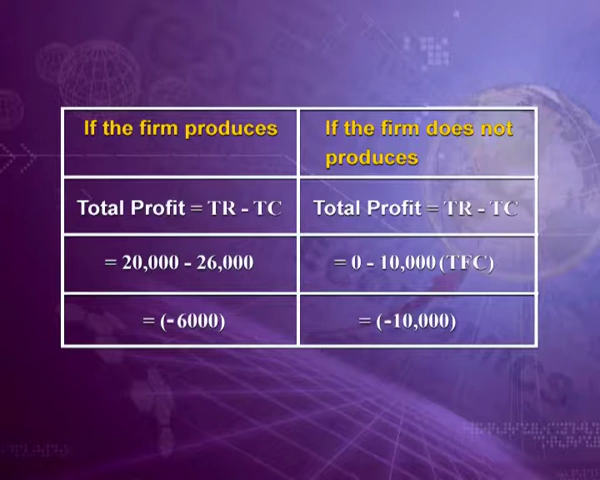 If the firm produces
If the firm does not
produces
Total Profit = TR - TC
Total Profit = TR - TC
= 20,000 - 26,000
= 0 - 10,000 (TFC)
= (-6000)
= (-10,000)